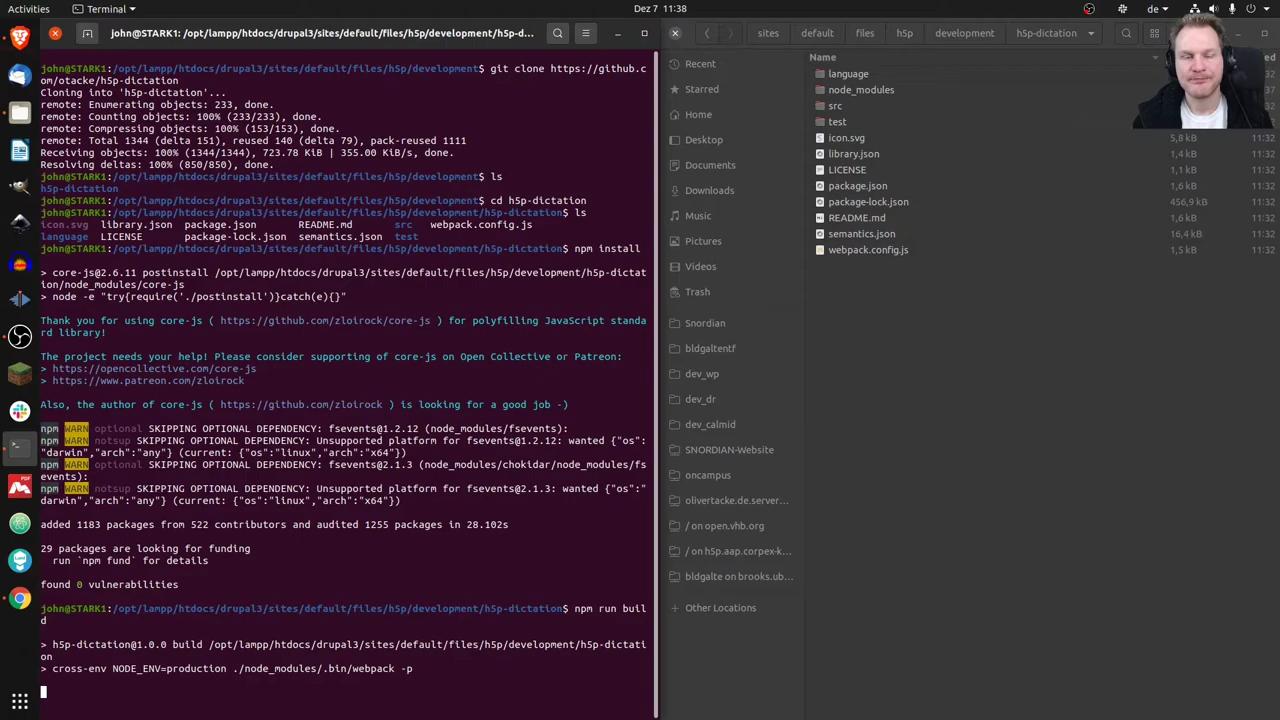 Activities
Terminal
Dez 7 11:38
de
john@STARK1: /opt/lampp/htdocs/drupal3/sites/default/files/h5p/development/h5p-d...
john@STARK1:/opt/lampp/htdocs/drupal3/sites/default/files/h5p/development$ git clone https://github.c
om/otacke/h5p-dictation
Cloning into 'h5p-dictation'...
remote: Enumerating objects: 233, done.
remote: Counting objects: 100% (233/233), done.
remote: Compressing objects: 100% (153/153), done.
remote: Total 1344 (delta 151), reused 140 (delta 79), pack-reused 1111
Receiving objects: 100% (1344/1344), 723.78 KiB | 355.00 KiB/s, done.
Resolving deltas: 100% (850/850), done.
john@STARK1:/opt/lampp/htdocs/drupal3/sites/default/files/h5p/development$ ls
h5p-dictation
john@STARK1:/opt/lampp/htdocs/drupal3/sites/default/files/h5p/development$ cd h5p-dictation
john@STARK1:/opt/lampp/htdocs/drupal3/sites/default/files/h5p/development/h5p-dictation$ ls
icon.svg library.json package.json README.md src webpack.config.js
language LICENSE package-lock.json semantics.json test
john@STARK1:/opt/lampp/htdocs/drupal3/sites/default/files/h5p/development/h5p-dictation$ npm install
> core-js@2.6.11 postinstall /opt/lampp/htdocs/drupal3/sites/default/files/h5p/development/h5p-dictat
ion/node_modules/core-js
> node -e "try{require('./postinstall')}catch(e){}"
Thank you for using core-js ( https://github.com/zloirock/core-js ) for polyfilling JavaScript standa
rd library!
The project needs your help! Please consider supporting of core-js on Open Collective or Patreon:
> https://opencollective.com/core-js
> https://www.patreon.com/zloirock
Also, the author of core-js ( https://github.com/zloirock ) is looking for a good job -)
npm WARN optional SKIPPING OPTIONAL DEPENDENCY: fsevents@1.2.12 (node_modules/fsevents):
npm WARN notsup SKIPPING OPTIONAL DEPENDENCY: Unsupported platform for fsevents@1.2.12: wanted {"os":
"darwin","arch":"any"} (current: {"os":"linux","arch":"x64"})
npm WARN optional SKIPPING OPTIONAL DEPENDENCY: fsevents@2.1.3 (node_modules/chokidar/node_modules/fs
events):
npm WARN notsup SKIPPING OPTIONAL DEPENDENCY: Unsupported platform for fsevents@2.1.3: wanted {"os":"
darwin","arch":"any"} (current: {"os":"linux","arch":"x64"})
added 1183 packages from 522 contributors and audited 1255 packages in 28.102s
29 packages are looking for funding
run `npm fund` for details
found 0 vulnerabilities
john@STARK1:/opt/lampp/htdocs/drupal3/sites/default/files/h5p/development/h5p-dictation$ npm run buil
d
> h5p-dictation@1.0.0 build /opt/lampp/htdocs/drupal3/sites/default/files/h5p/development/h5p-dictati
on
> cross-env NODE_ENV=production ./node_modules/.bin/webpack -p
sites default files h5p development h5p-dictation
Recent
Starred
Home
Desktop
Documents
Downloads
Music
Pictures
Videos
Trash
Snordian
bldgaltentf
dev_wp
dev_dr
dev_calmid
SNORDIAN-Website
oncampus
olivertacke.de.server...
/ on open.vhb.org
/ on h5p.aap.corpex-k...
bldgalte on brooks.ub...
Other Locations
Name
language
node_modules
src
test
icon.svg 5,8 kB 11:32
library.json 1,4 kB 11:32
LICENSE 1,1 kB 11:32
package.json 1,6 kB 11:32
package-lock.json 456,9 kB 11:32
README.md 1,6 kB 11:32
semantics.json 16,4 kB 11:32
webpack.config.js 1,5 kB 11:32
PDF